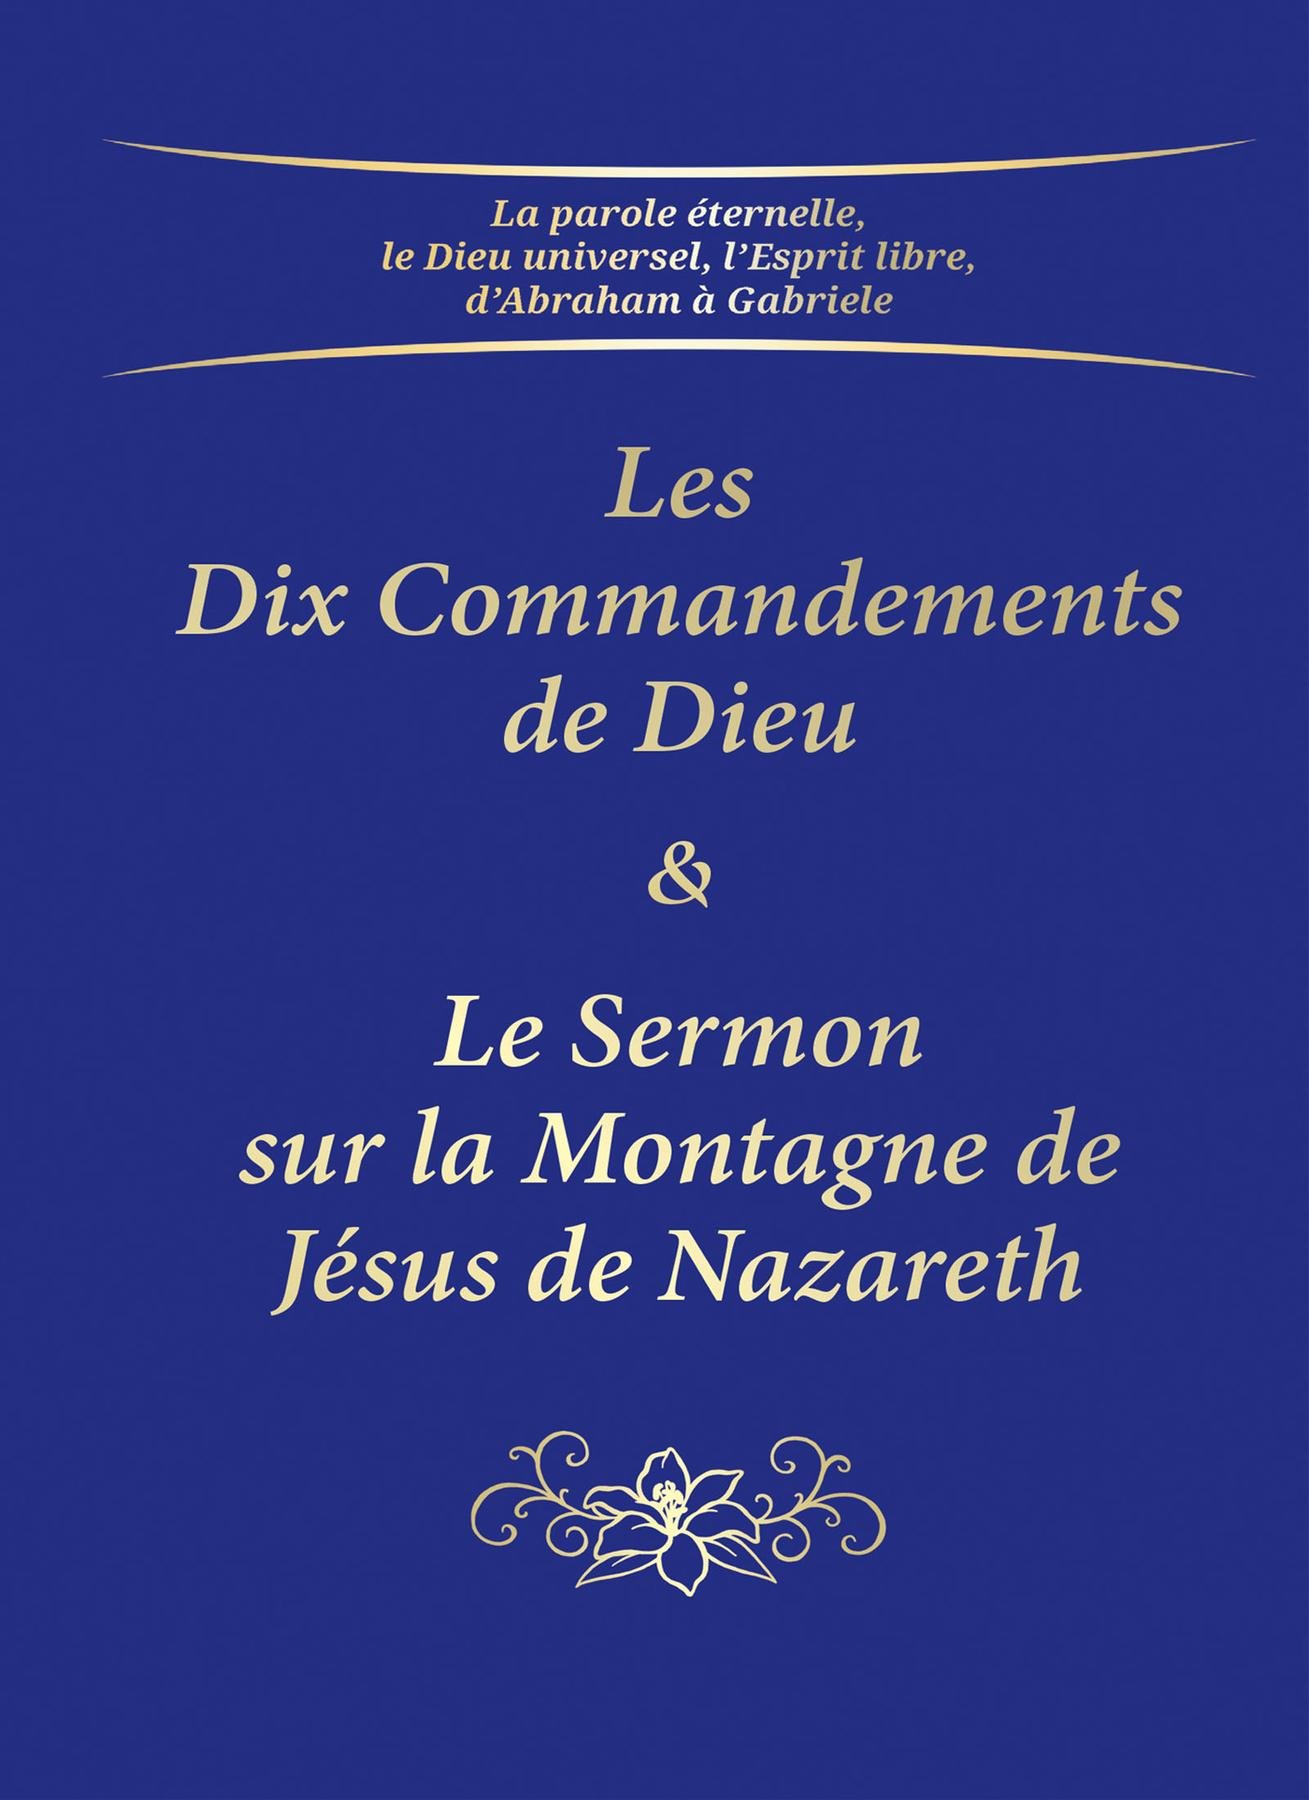 La parole éternelle,
le Dieu universel, l’Esprit libre,
d’Abraham à Gabriele
Les
Dix Commandements
de Dieu
&
Le Sermon
sur la Montagne de
Jésus de Nazareth